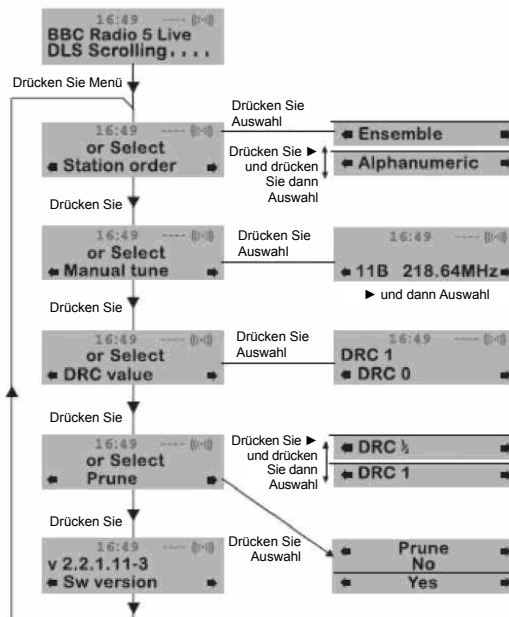 16:49
BBC Radio 5 Live
DLS Scrolling....
Drücken Sie Menü
16:49
or Select
Station order
Drücken Sie
Auswahl
Ensemble
Drücken Sie ►
und drücken
Sie dann
Auswahl
Alphanumeric
Drücken Sie
16:49
or Select
Manual tune
Drücken Sie
Auswahl
16:49
11B 218.64MHz
► und dann Auswahl
Drücken Sie
16:49
or Select
DRC value
Drücken Sie
Auswahl
16:49
DRC 1
DRC 0
Drücken Sie
16:49
or Select
Prune
Drücken Sie ►
und drücken
Sie dann
Auswahl
DRC ½
DRC 1
Drücken Sie
16:49
v 2.2.1.11-3
Sw version
Drücken Sie
Auswahl
Prune
No
Yes